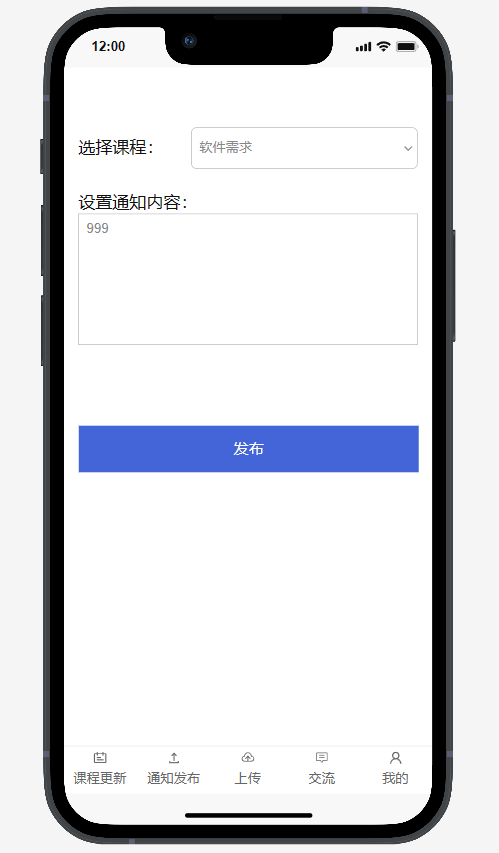 12:00
选择课程：
软件需求
设置通知内容：
999
发布
课程更新 通知发布 上传 交流 我的